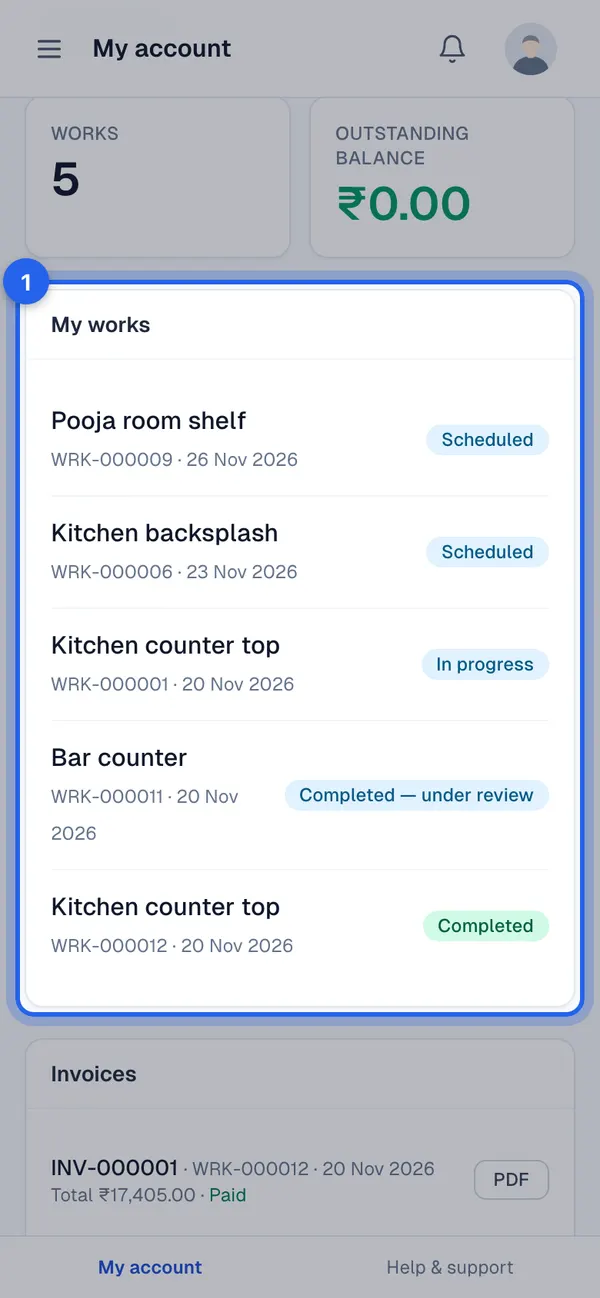 My account
WORKS
5
OUTSTANDING
BALANCE
₹0.00
1
My works
Pooja room shelf
WRK-000009 · 26 Nov 2026
Scheduled
Kitchen backsplash
WRK-000006 · 23 Nov 2026
Scheduled
Kitchen counter top
WRK-000001 · 20 Nov 2026
In progress
Bar counter
WRK-000011 · 20 Nov
2026
Completed — under review
Kitchen counter top
WRK-000012 · 20 Nov 2026
Completed
Invoices
INV-000001 · WRK-000012 · 20 Nov 2026
Total ₹17,405.00 · Paid
PDF
My account
Help & support